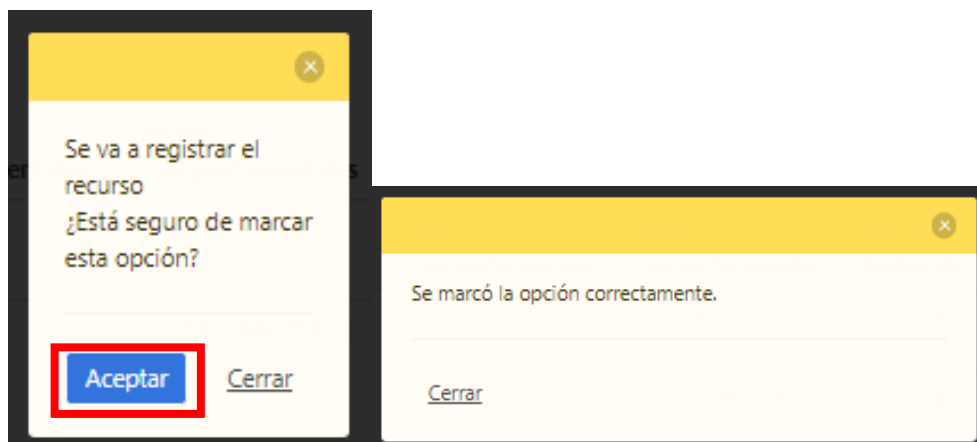 Se va a registrar el
recurso
¿Está seguro de marcar
esta opción?
Aceptar
Cerrar
Se marcó la opción correctamente.
Cerrar